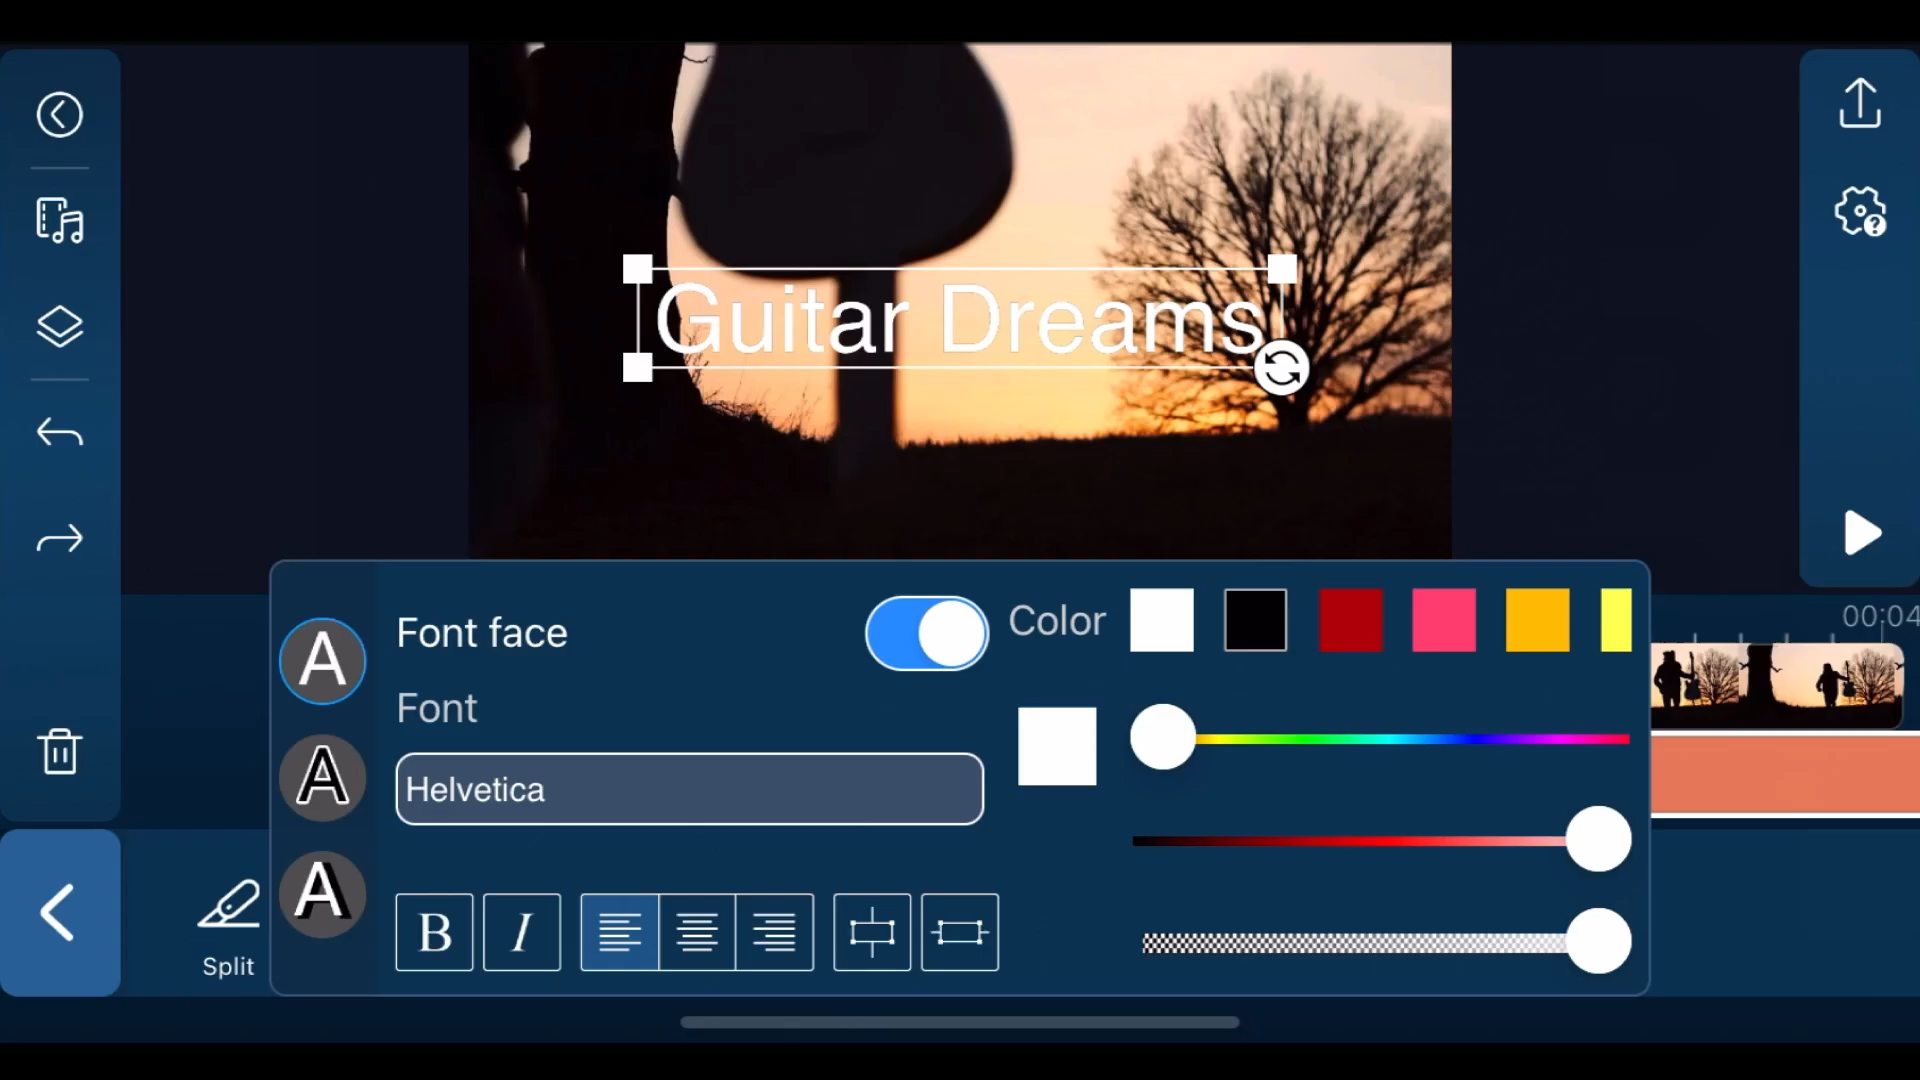 Guitar Dreams
Font face
Color
00:04
A
Font
A
Helvetica
A
B I
Split